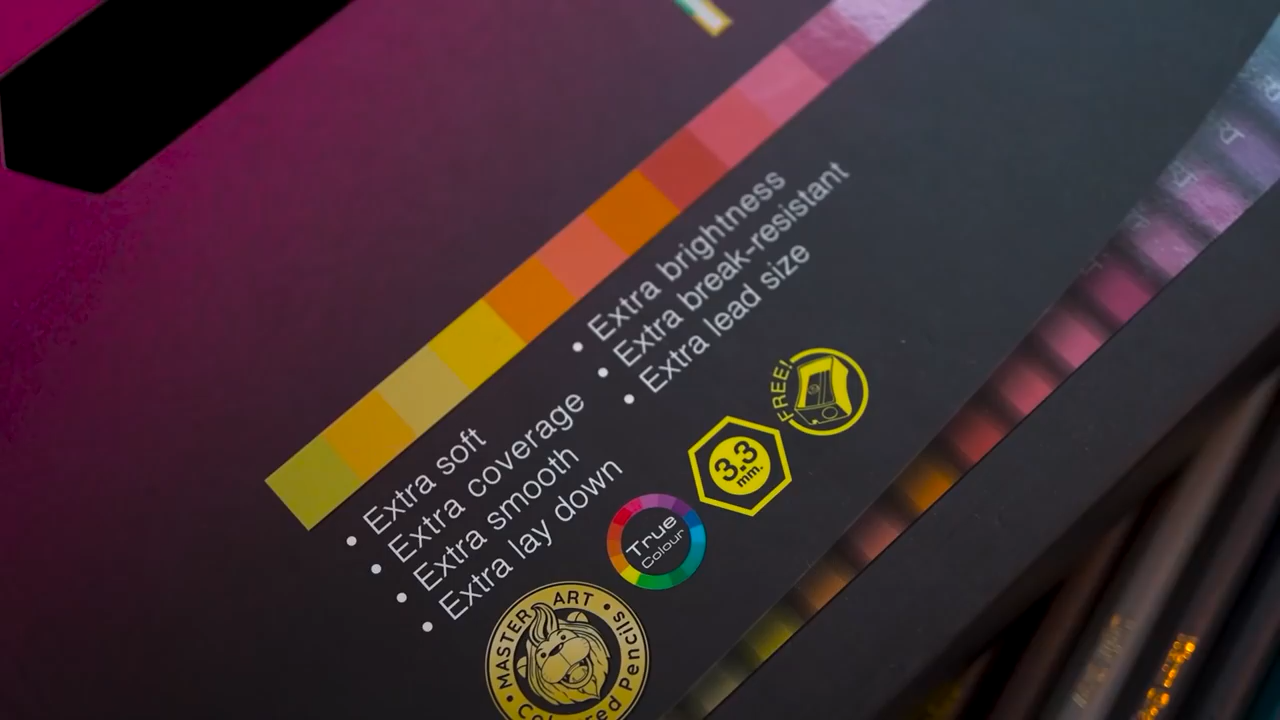 • Extra soft
• Extra coverage
• Extra smooth
• Extra lay down
• Extra brightness
• Extra break-resistant
• Extra lead size
MASTER ART • Coloured Pencils •
True
Colour
3.3
mm.
FREE!